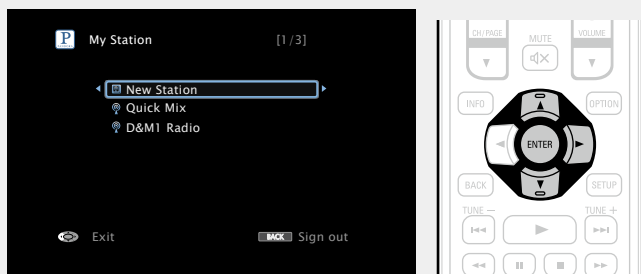 P My Station [1/3]
New Station
Quick Mix
D&M1 Radio
Exit BACK Sign out
CH/PAGE MUTE VOLUME
INFO OPTION
ENTER
BACK SETUP
TUNE − TUNE +